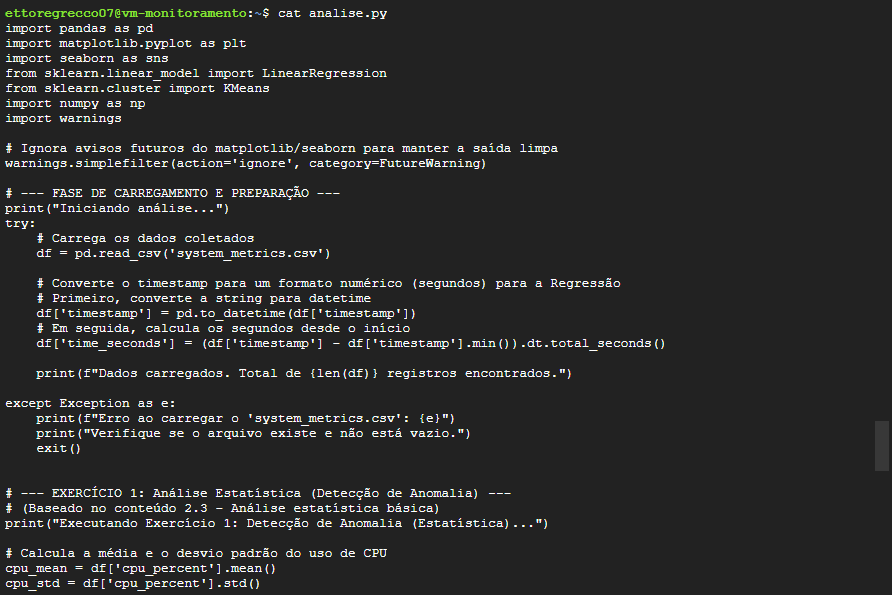 ettoregrecco07@vm-monitoramento:~$ cat analise.py
import pandas as pd
import matplotlib.pyplot as plt
import seaborn as sns
from sklearn.linear_model import LinearRegression
from sklearn.cluster import KMeans
import numpy as np
import warnings

# Ignora avisos futuros do matplotlib/seaborn para manter a saída limpa
warnings.simplefilter(action='ignore', category=FutureWarning)

# --- FASE DE CARREGAMENTO E PREPARAÇÃO ---
print("Iniciando análise...")
try:
    # Carrega os dados coletados
    df = pd.read_csv('system_metrics.csv')

    # Converte o timestamp para um formato numérico (segundos) para a Regressão
    # Primeiro, converte a string para datetime
    df['timestamp'] = pd.to_datetime(df['timestamp'])
    # Em seguida, calcula os segundos desde o início
    df['time_seconds'] = (df['timestamp'] - df['timestamp'].min()).dt.total_seconds()

    print(f"Dados carregados. Total de {len(df)} registros encontrados.")

except Exception as e:
    print(f"Erro ao carregar o 'system_metrics.csv': {e}")
    print("Verifique se o arquivo existe e não está vazio.")
    exit()


# --- EXERCÍCIO 1: Análise Estatística (Detecção de Anomalia) ---
# (Baseado no conteúdo 2.3 - Análise estatística básica)
print("Executando Exercício 1: Detecção de Anomalia (Estatística)...")

# Calcula a média e o desvio padrão do uso de CPU
cpu_mean = df['cpu_percent'].mean()
cpu_std = df['cpu_percent'].std()